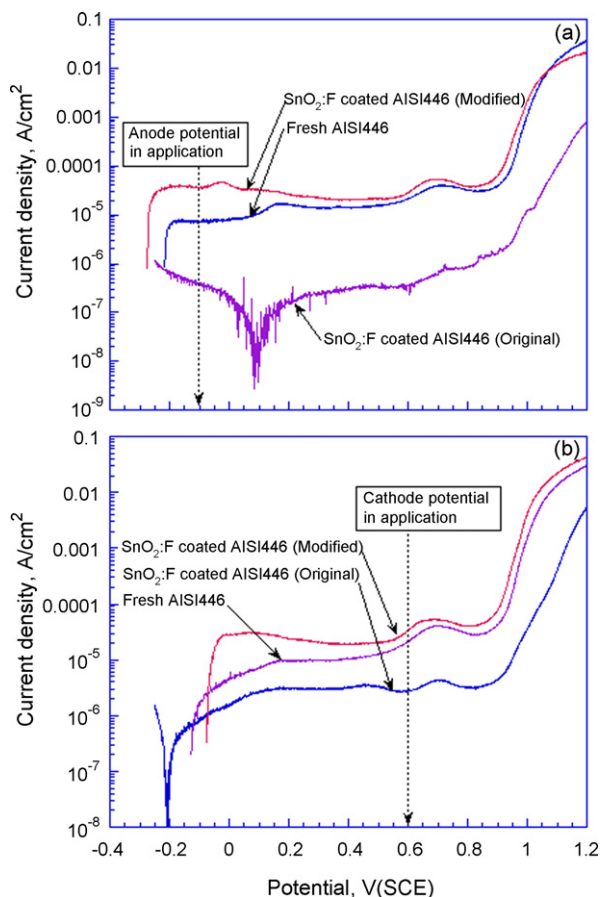 0.1
(a)
0.01
SnO₂:F coated AISI446 (Modified)
Anode potential
in application
Fresh AISI446
0.001
0.0001
10⁻⁵
10⁻⁶
10⁻⁷
SnO₂:F coated AISI446 (Original)
10⁻⁸
10⁻⁹
Current density, A/cm²
0.1
(b)
Cathode potential
in application
0.01
SnO₂:F coated AISI446 (Modified)
0.001
SnO₂:F coated AISI446 (Original)
Fresh AISI446
0.0001
10⁻⁵
10⁻⁶
10⁻⁷
10⁻⁸
Current density, A/cm²
-0.4 -0.2 0 0.2 0.4 0.6 0.8 1 1.2
Potential, V(SCE)